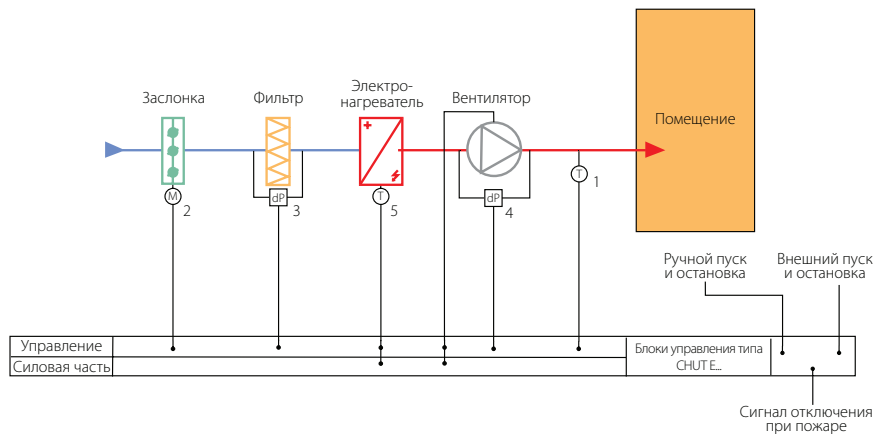 Заслонка
Фильтр
Электро-
нагреватель
Вентилятор
Помещение
M
2
dP
3
T
5
dP
4
T
1
Ручной пуск
и остановка
Внешний пуск
и остановка
Управление
Силовая часть
Блоки управления типа
CHUT E...
Сигнал отключения
при пожаре